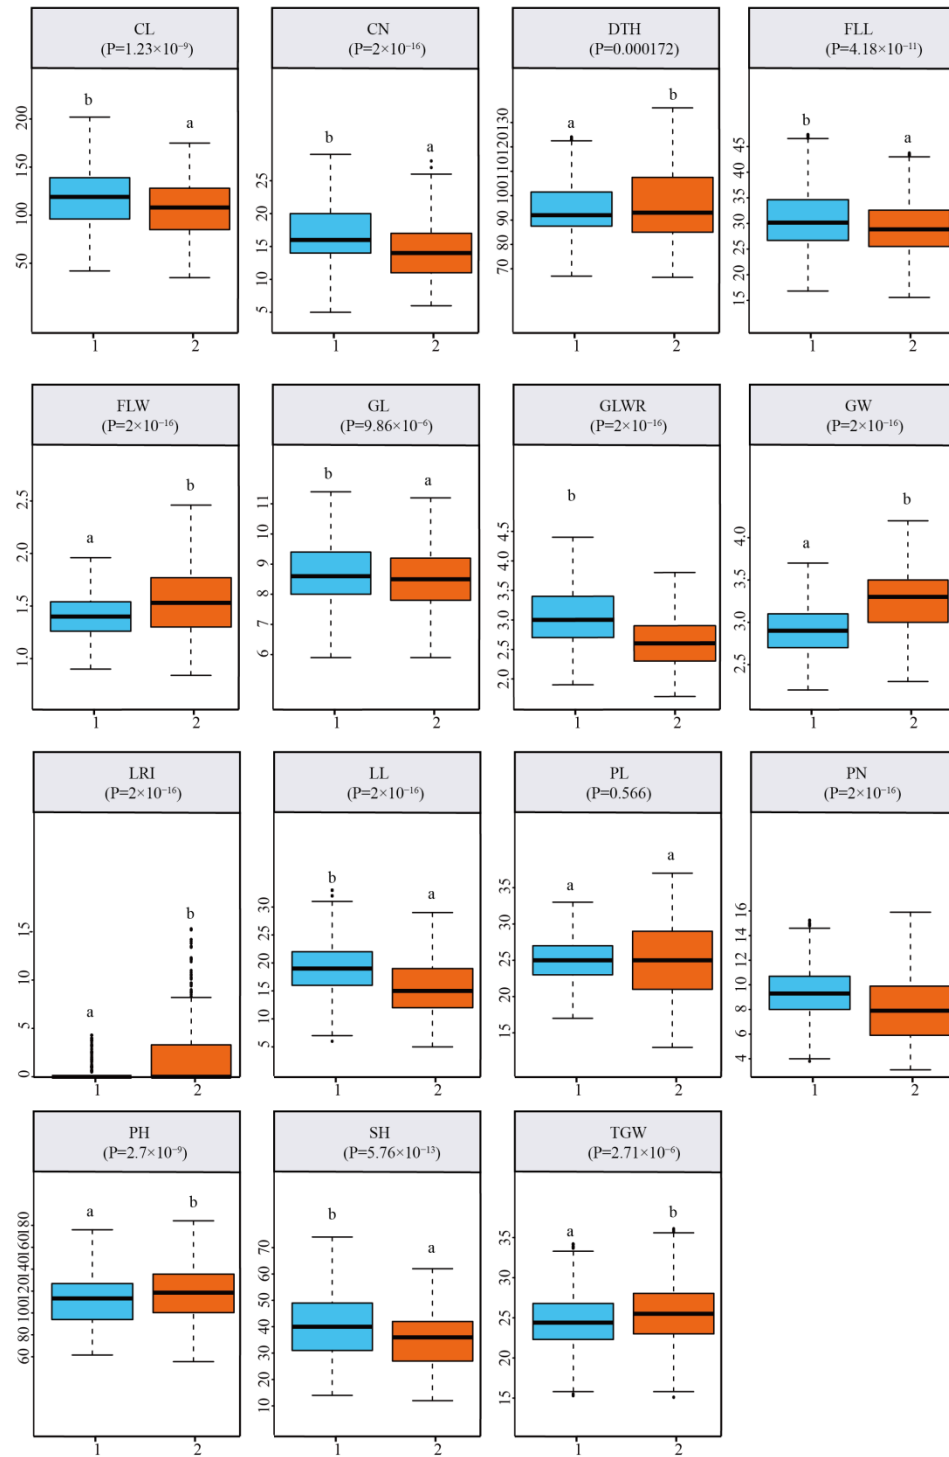 CL
(P=1.23×10⁻⁹)
CN
(P=2×10⁻¹⁶)
DTH
(P=0.000172)
FLL
(P=4.18×10⁻¹¹)
50 100 150 200
b
a
1 2
5 10 15 20 25
b
a
1 2
70 80 90 100 110 120 130
a
b
1 2
15 20 25 30 35 40 45
b
a
1 2
FLW
(P=2×10⁻¹⁶)
GL
(P=9.86×10⁻⁶)
GLWR
(P=2×10⁻¹⁶)
GW
(P=2×10⁻¹⁶)
1.0 1.5 2.0 2.5
a
b
1 2
6 7 8 9 10 11
b
a
1 2
2.0 2.5 3.0 3.5 4.0 4.5
b
1 2
2.5 3.0 3.5 4.0
a
b
1 2
LRI
(P=2×10⁻¹⁶)
LL
(P=2×10⁻¹⁶)
PL
(P=0.566)
PN
(P=2×10⁻¹⁶)
0 5 10 15
a
b
1 2
5 10 15 20 25 30
b
a
1 2
15 20 25 30 35
a
a
1 2
4 6 8 10 12 14 16
1 2
PH
(P=2.7×10⁻⁹)
SH
(P=5.76×10⁻¹³)
TGW
(P=2.71×10⁻⁶)
60 80 100 120 140 160 180
a
b
1 2
10 20 30 40 50 60 70
b
a
1 2
15 20 25 30 35
a
b
1 2